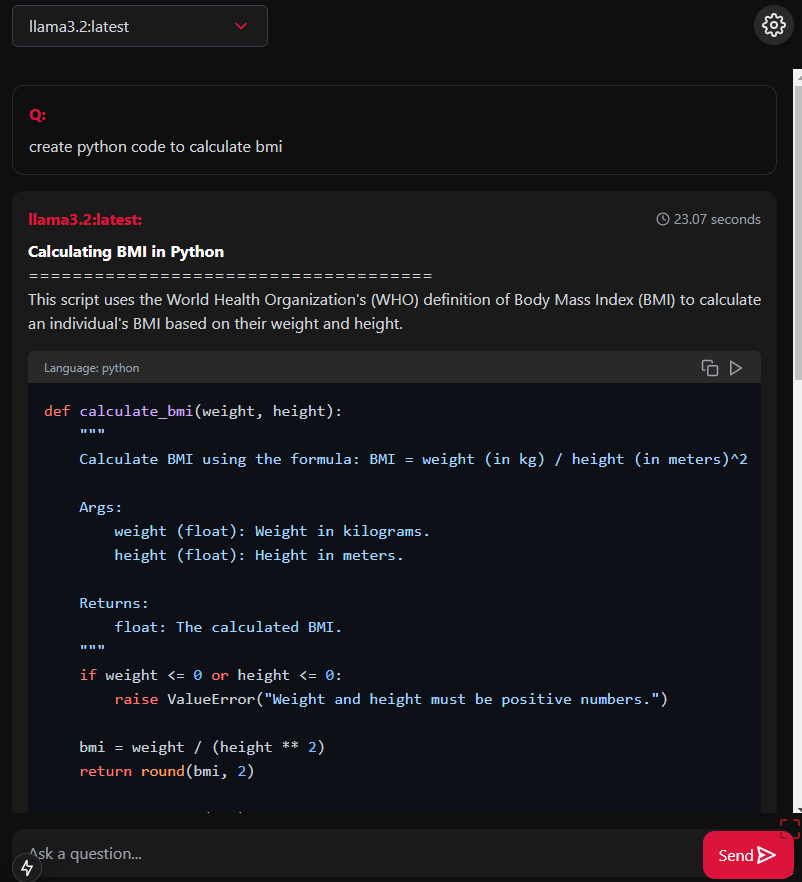 llama3.2:latest
Q:
create python code to calculate bmi
llama3.2:latest:
23.07 seconds
Calculating BMI in Python
=====================================
This script uses the World Health Organization's (WHO) definition of Body Mass Index (BMI) to calculate
an individual's BMI based on their weight and height.
Language: python
def calculate_bmi(weight, height):
"""
Calculate BMI using the formula: BMI = weight (in kg) / height (in meters)^2
Args:
weight (float): Weight in kilograms.
height (float): Height in meters.
Returns:
float: The calculated BMI.
"""
if weight <= 0 or height <= 0:
raise ValueError("Weight and height must be positive numbers.")
bmi = weight / (height ** 2)
return round(bmi, 2)
Ask a question...
Send